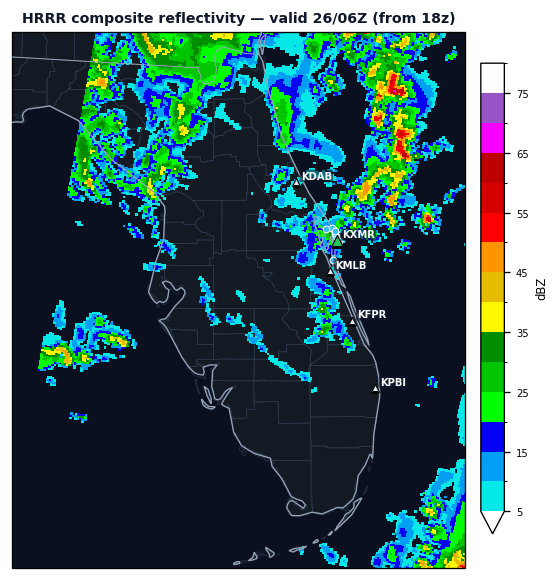 HRRR composite reflectivity — valid 26/06Z (from 18z)
KDAB
KXMR
KMLB
KFPR
KPBI
75
65
55
45
35
25
15
5
dBZ